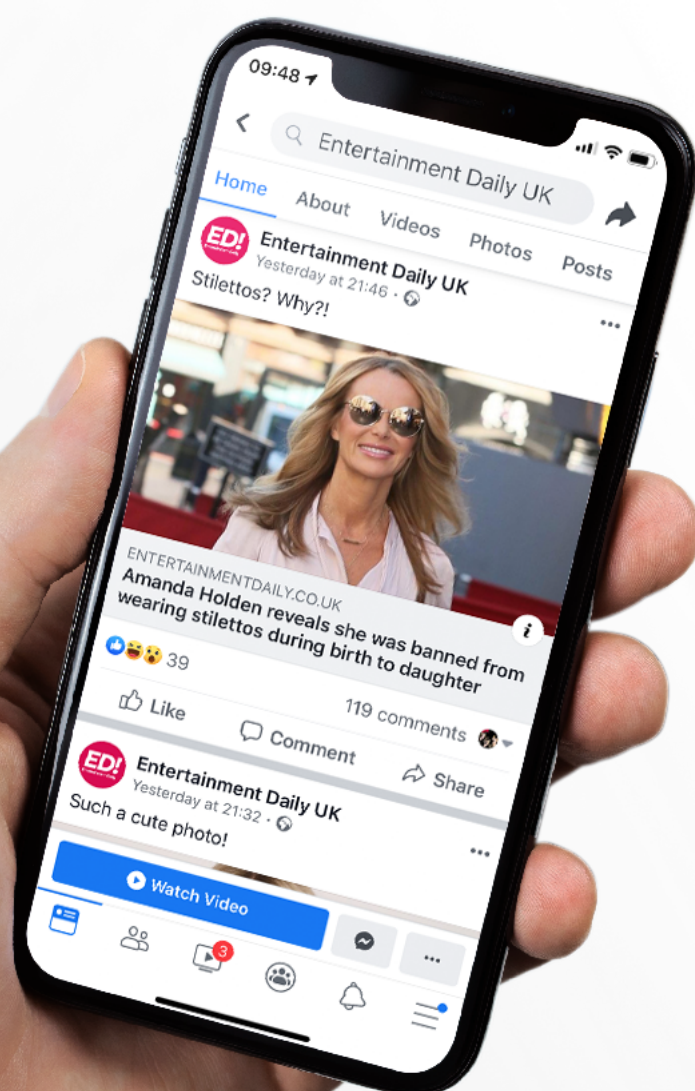 09:48
Entertainment Daily UK
Home About Videos Photos Posts
ED!
Entertainment Daily UK
Yesterday at 21:46 ·
Stilettos? Why?!
ENTERTAINMENTDAILY.CO.UK
Amanda Holden reveals she was banned from
wearing stilettos during birth to daughter
i
39
119 comments
Like Comment Share
ED!
Entertainment Daily UK
Yesterday at 21:32 ·
Such a cute photo!
Watch Video
3